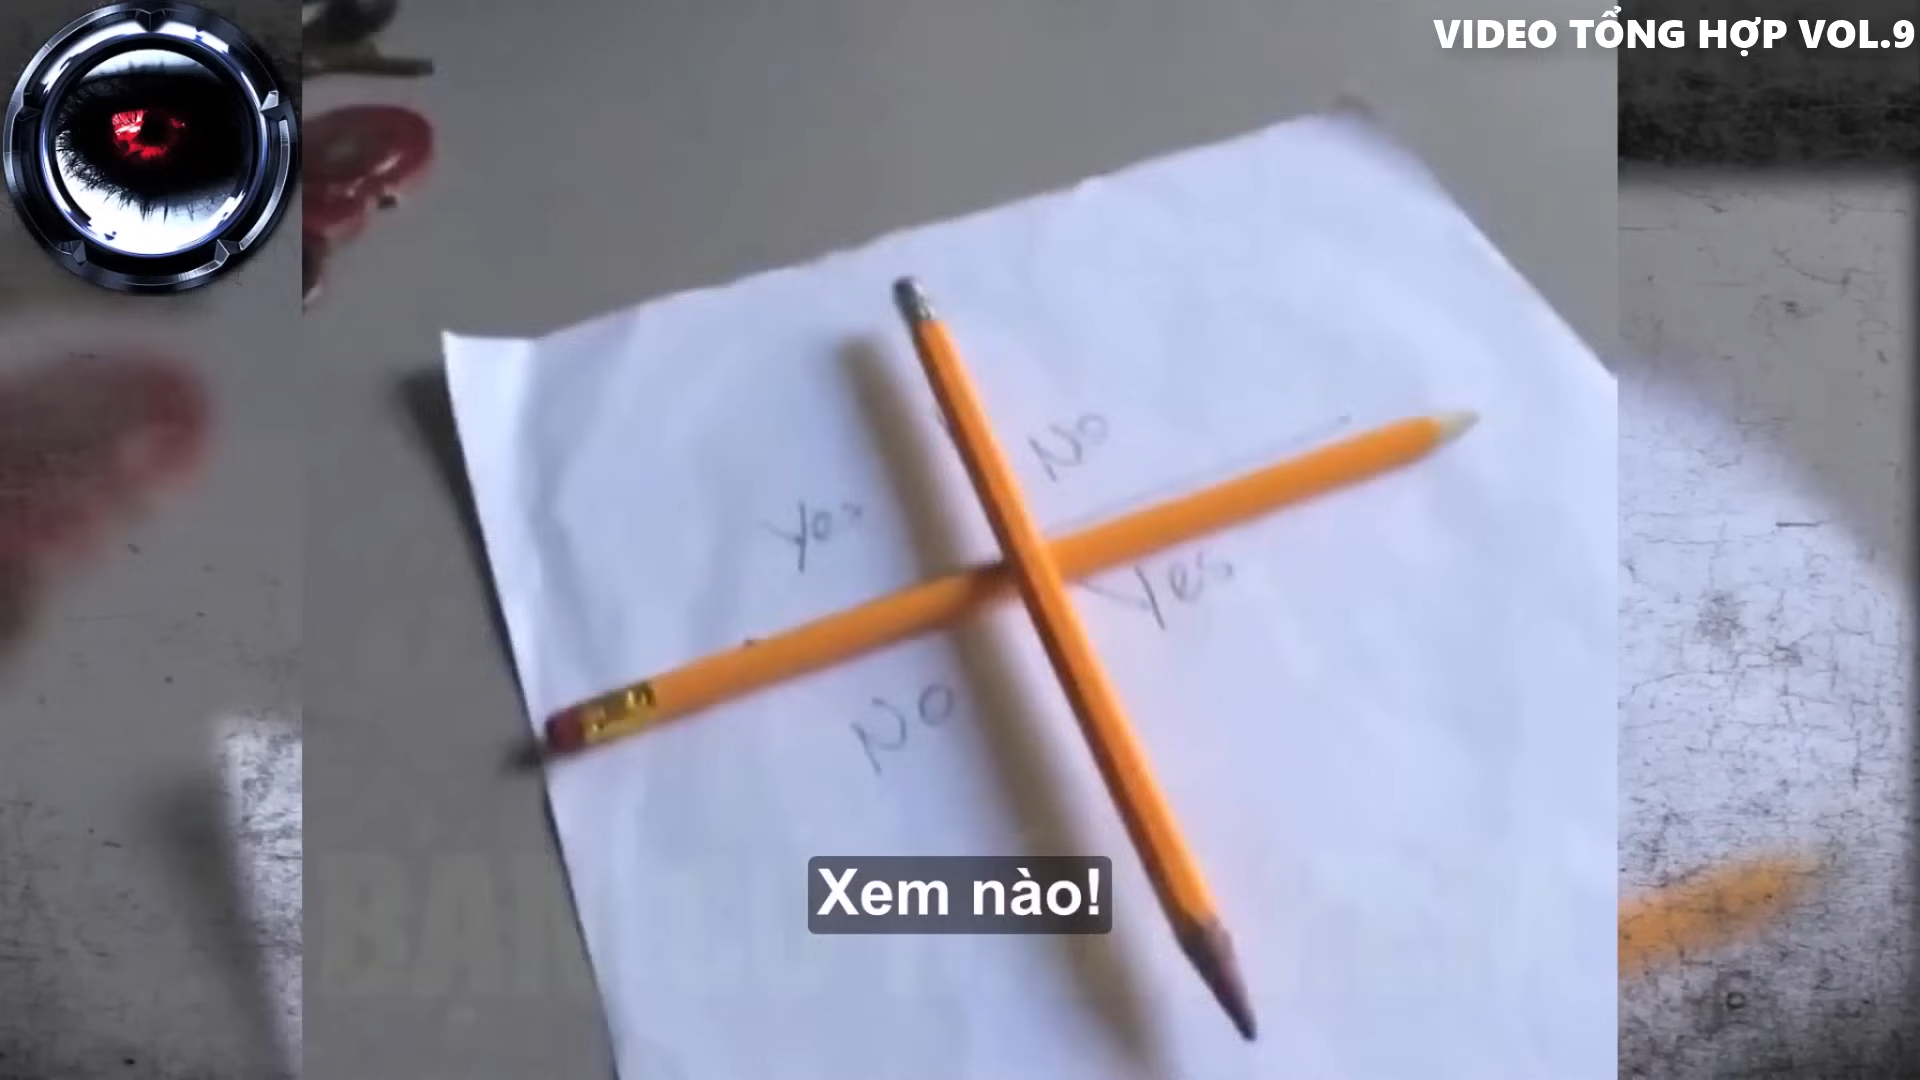 VIDEO TỔNG HỢP VOL.9
No
Yes
Yes
No
Xem nào!